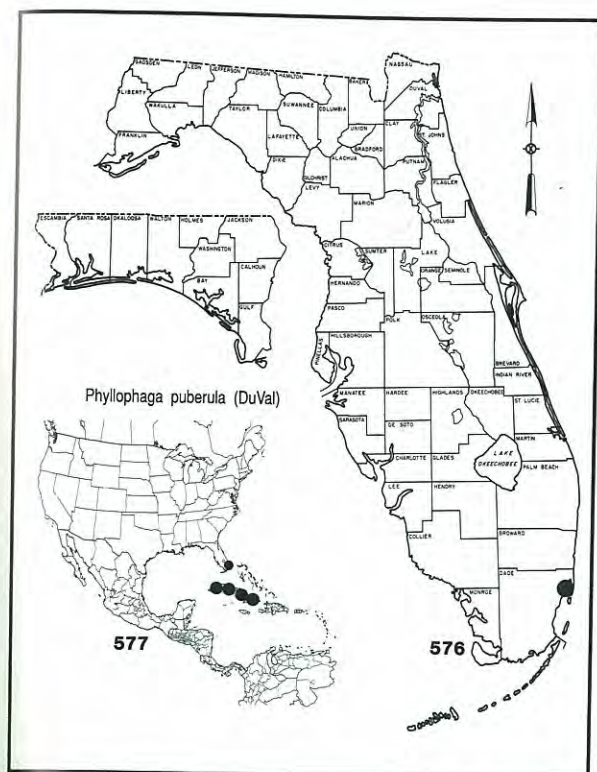 NASSAU
GADSDEN
LEON
JEFFERSON
MADISON
HAMILTON
BAKER
DUVAL
LIBERTY
WAKULLA
TAYLOR
SUWANNEE
COLUMBIA
FRANKLIN
LAFAYETTE
UNION
BRADFORD
CLAY
ST JOHNS
DIXIE
GILCHRIST
ALACHUA
PUTNAM
FLAGLER
LEVY
MARION
VOLUSIA
ESCAMBIA
SANTA ROSA
OKALOOSA
WALTON
HOLMES
JACKSON
WASHINGTON
BAY
CALHOUN
GULF
CITRUS
SUMTER
LAKE
HERNANDO
ORANGE
SEMINOLE
PASCO
POLK
OSCEOLA
HILLSBOROUGH
PINELLAS
BREVARD
INDIAN RIVER
Phyllophaga puberula (DuVal)
MANATEE
HARDEE
HIGHLANDS
OKEECHOBEE
ST LUCIE
SARASOTA
DE SOTO
MARTIN
CHARLOTTE
GLADES
LAKE
OKEECHOBEE
PALM BEACH
LEE
HENDRY
COLLIER
BROWARD
DADE
MONROE
577
576